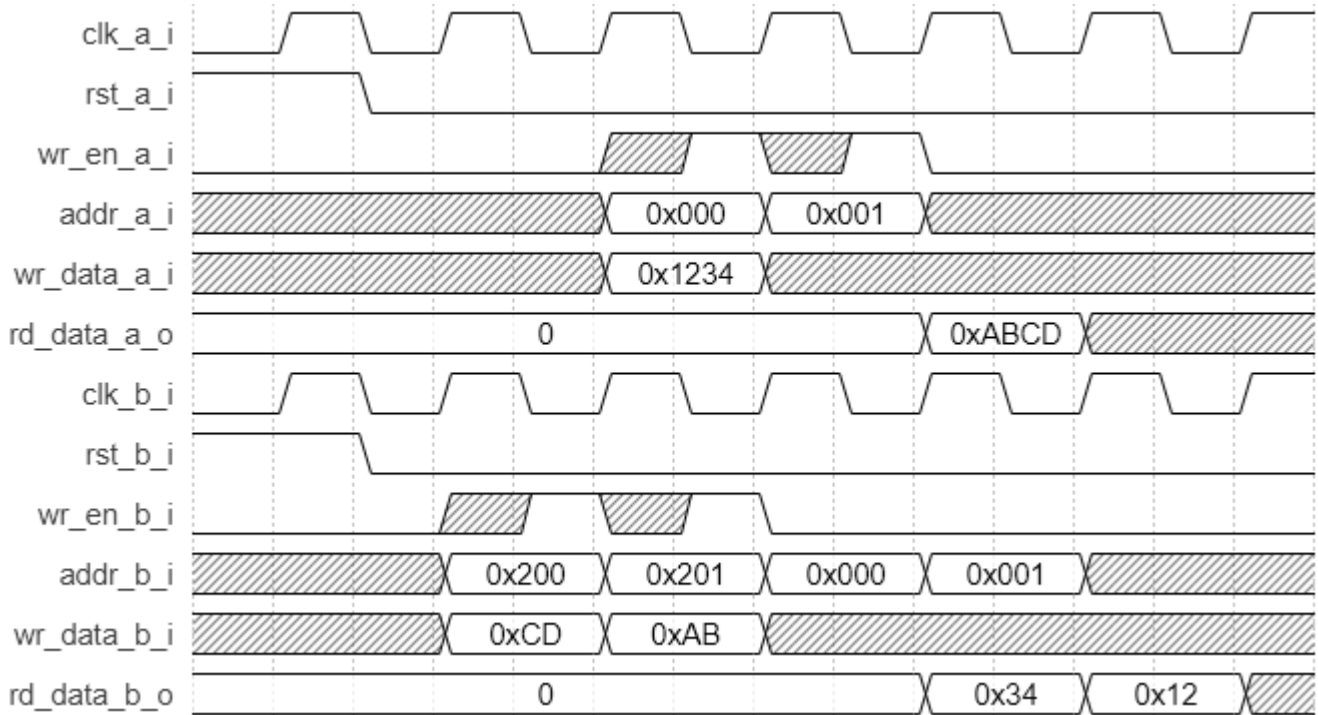 clk_a_i
rst_a_i
wr_en_a_i
addr_a_i 0x000 0x001
wr_data_a_i 0x1234
rd_data_a_o 0 0xABCD
clk_b_i
rst_b_i
wr_en_b_i
addr_b_i 0x200 0x201 0x000 0x001
wr_data_b_i 0xCD 0xAB
rd_data_b_o 0 0x34 0x12